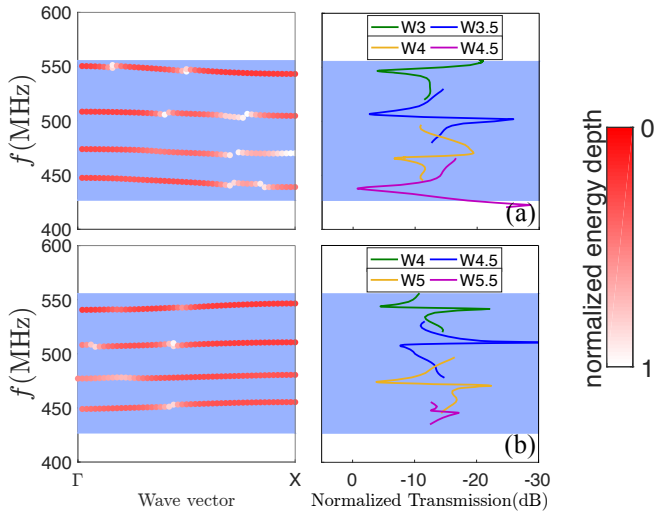 600
550
500
450
400
f(MHz)
W3 W3.5
W4 W4.5
(a)
600
550
500
450
400
f(MHz)
Γ X
Wave vector
W4 W4.5
W5 W5.5
(b)
0 -10 -20 -30
Normalized Transmission(dB)
0
normalized energy depth
1